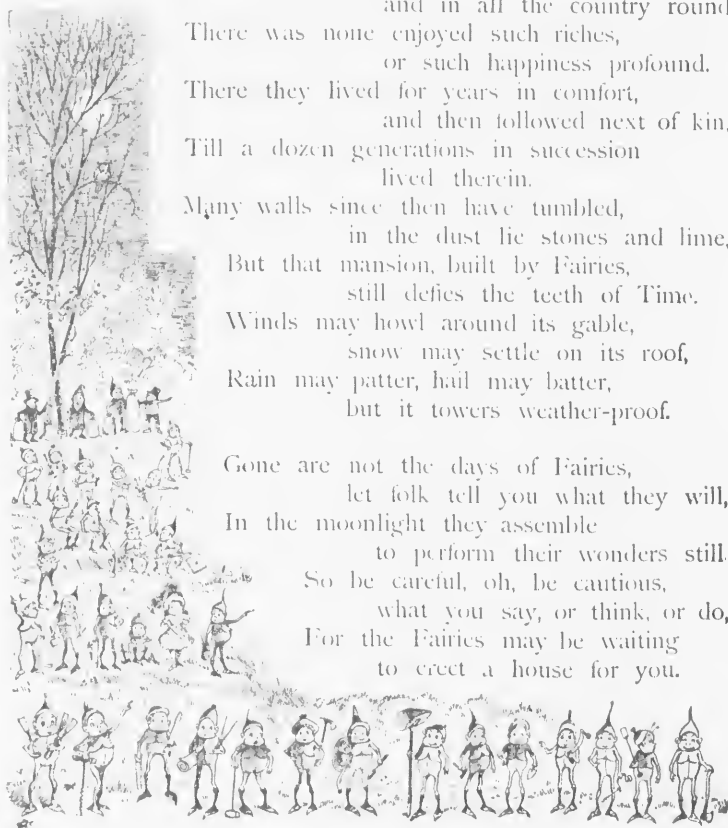 and in all the country round
There was none enjoyed such riches,
or such happiness profound.
There they lived for years in comfort,
and then followed next of kin,
Till a dozen generations in succession
lived therein.
Many walls since then have tumbled,
in the dust lie stones and lime,
But that mansion, built by Fairies,
still defies the teeth of Time.
Winds may howl around its gable,
snow may settle on its roof,
Rain may patter, hail may batter,
but it towers weather-proof.
Gone are not the days of Fairies,
let folk tell you what they will,
In the moonlight they assemble
to perform their wonders still.
So be careful, oh, be cautious,
what you say, or think, or do,
For the Fairies may be waiting
to erect a house for you.